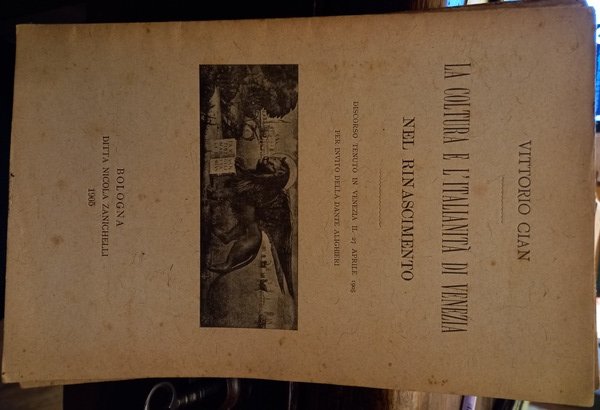 VITTORIO CIAN
LA COLTURA E L'ITALIANITÀ DI VENEZIA
NEL RINASCIMENTO
DISCORSO TENUTO IN VENEZIA IL 27 APRILE 1905
PER INVITO DELLA DANTE ALIGHIERI
BOLOGNA
DITTA NICOLA ZANICHELLI
1905